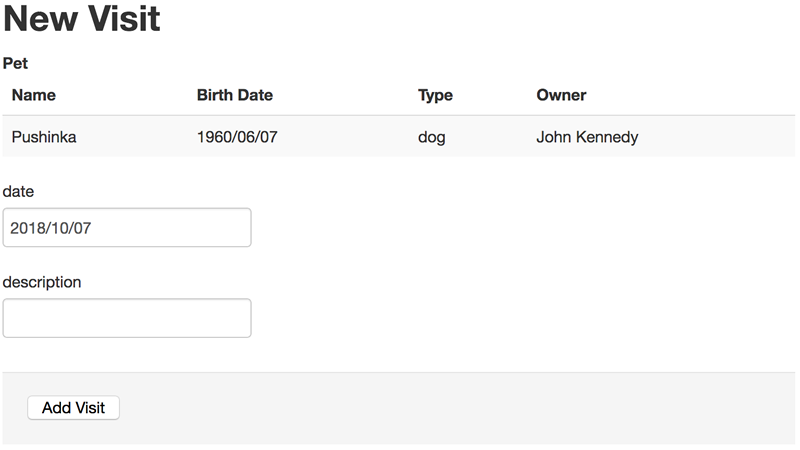 New Visit
Pet
Name Birth Date Type Owner
Pushinka 1960/06/07 dog John Kennedy
date
2018/10/07
description
Add Visit